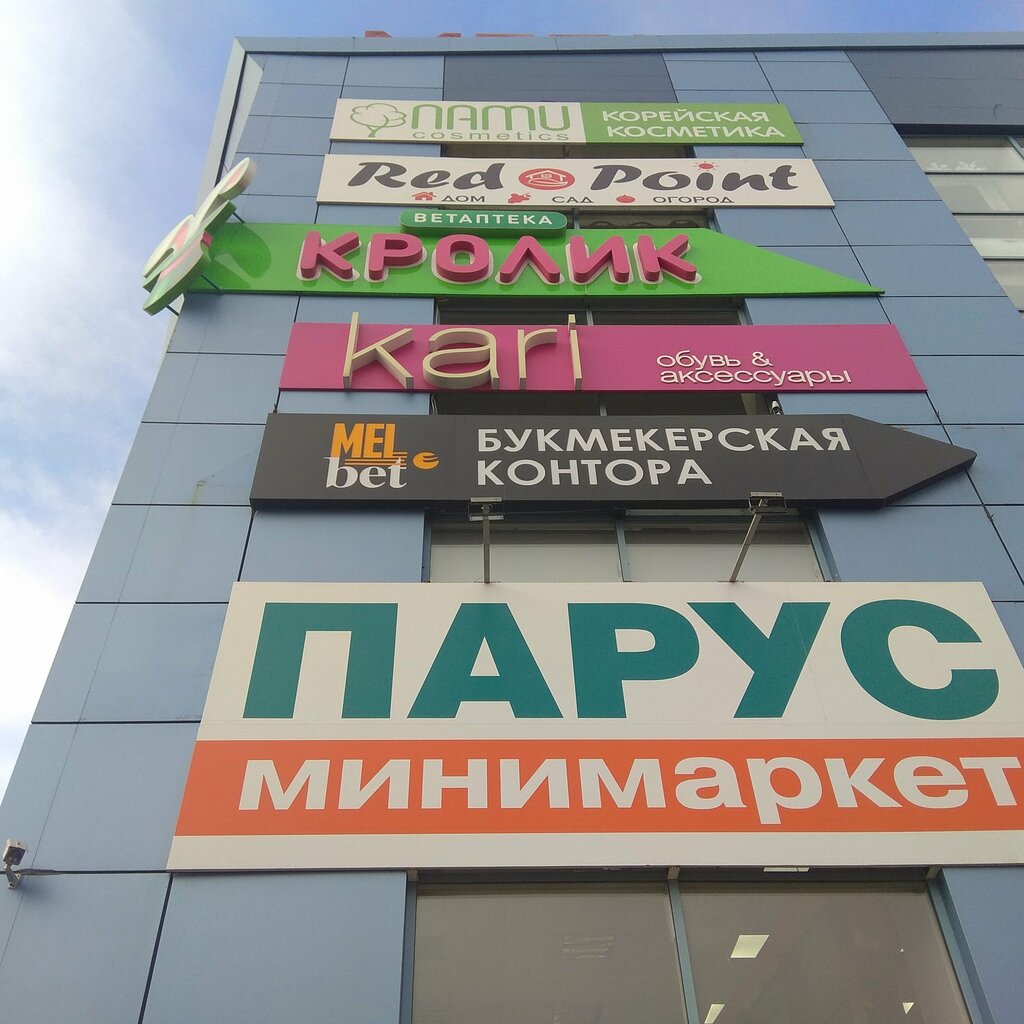 NAMU
cosmetics
КОРЕЙСКАЯ
КОСМЕТИКА
Red Point
ДОМ САД ОГОРОД
ВЕТАПТЕКА
КРОЛИК
kari
обувь &
аксессуары
MEL
bet
БУКМЕКЕРСКАЯ
КОНТОРА
ПАРУС
минимаркет